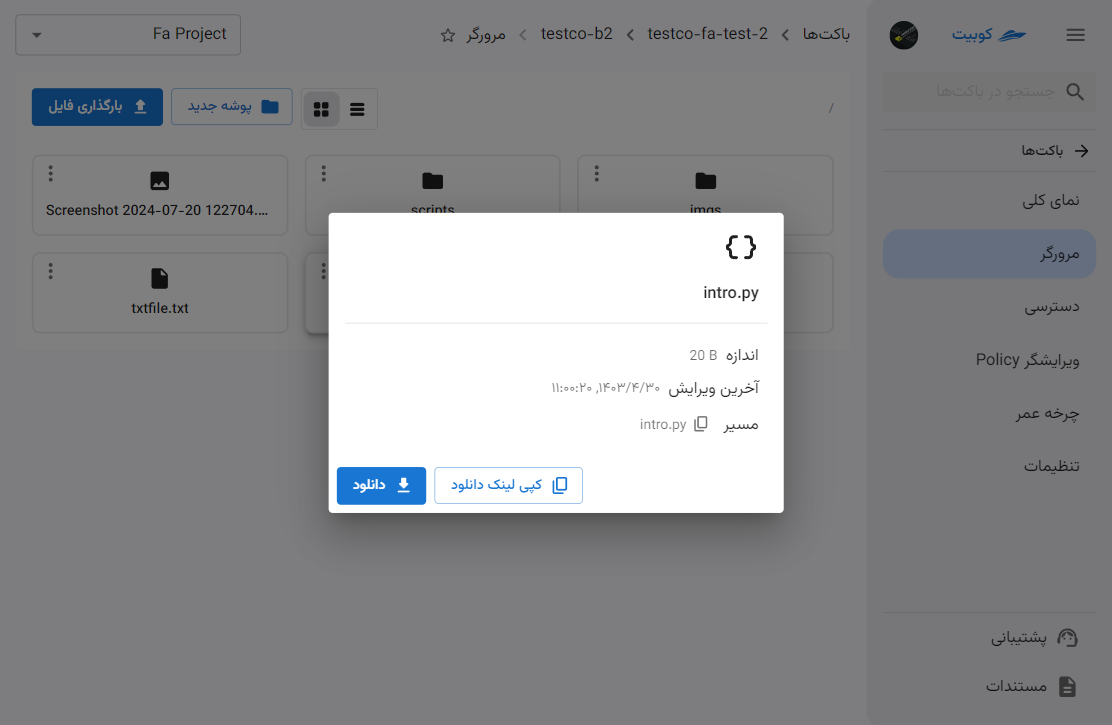 کوبیت
جستجو در باکت‌ها
باکت‌ها
نمای کلی
مرورگر
دسترسی
ویرایشگر Policy
چرخه عمر
تنظیمات
پشتیبانی
مستندات
باکت‌ها
testco-fa-test-2
testco-b2
مرورگر
Fa Project
/
پوشه جدید
بارگذاری فایل
imgs
scripts
Screenshot 2024-07-20 122704....
txtfile.txt
intro.py
اندازه 20 B
آخرین ویرایش ۱۴۰۳/۴/۳۰, ۱۱:۰۰:۲۰
مسیر intro.py
کپی لینک دانلود
دانلود